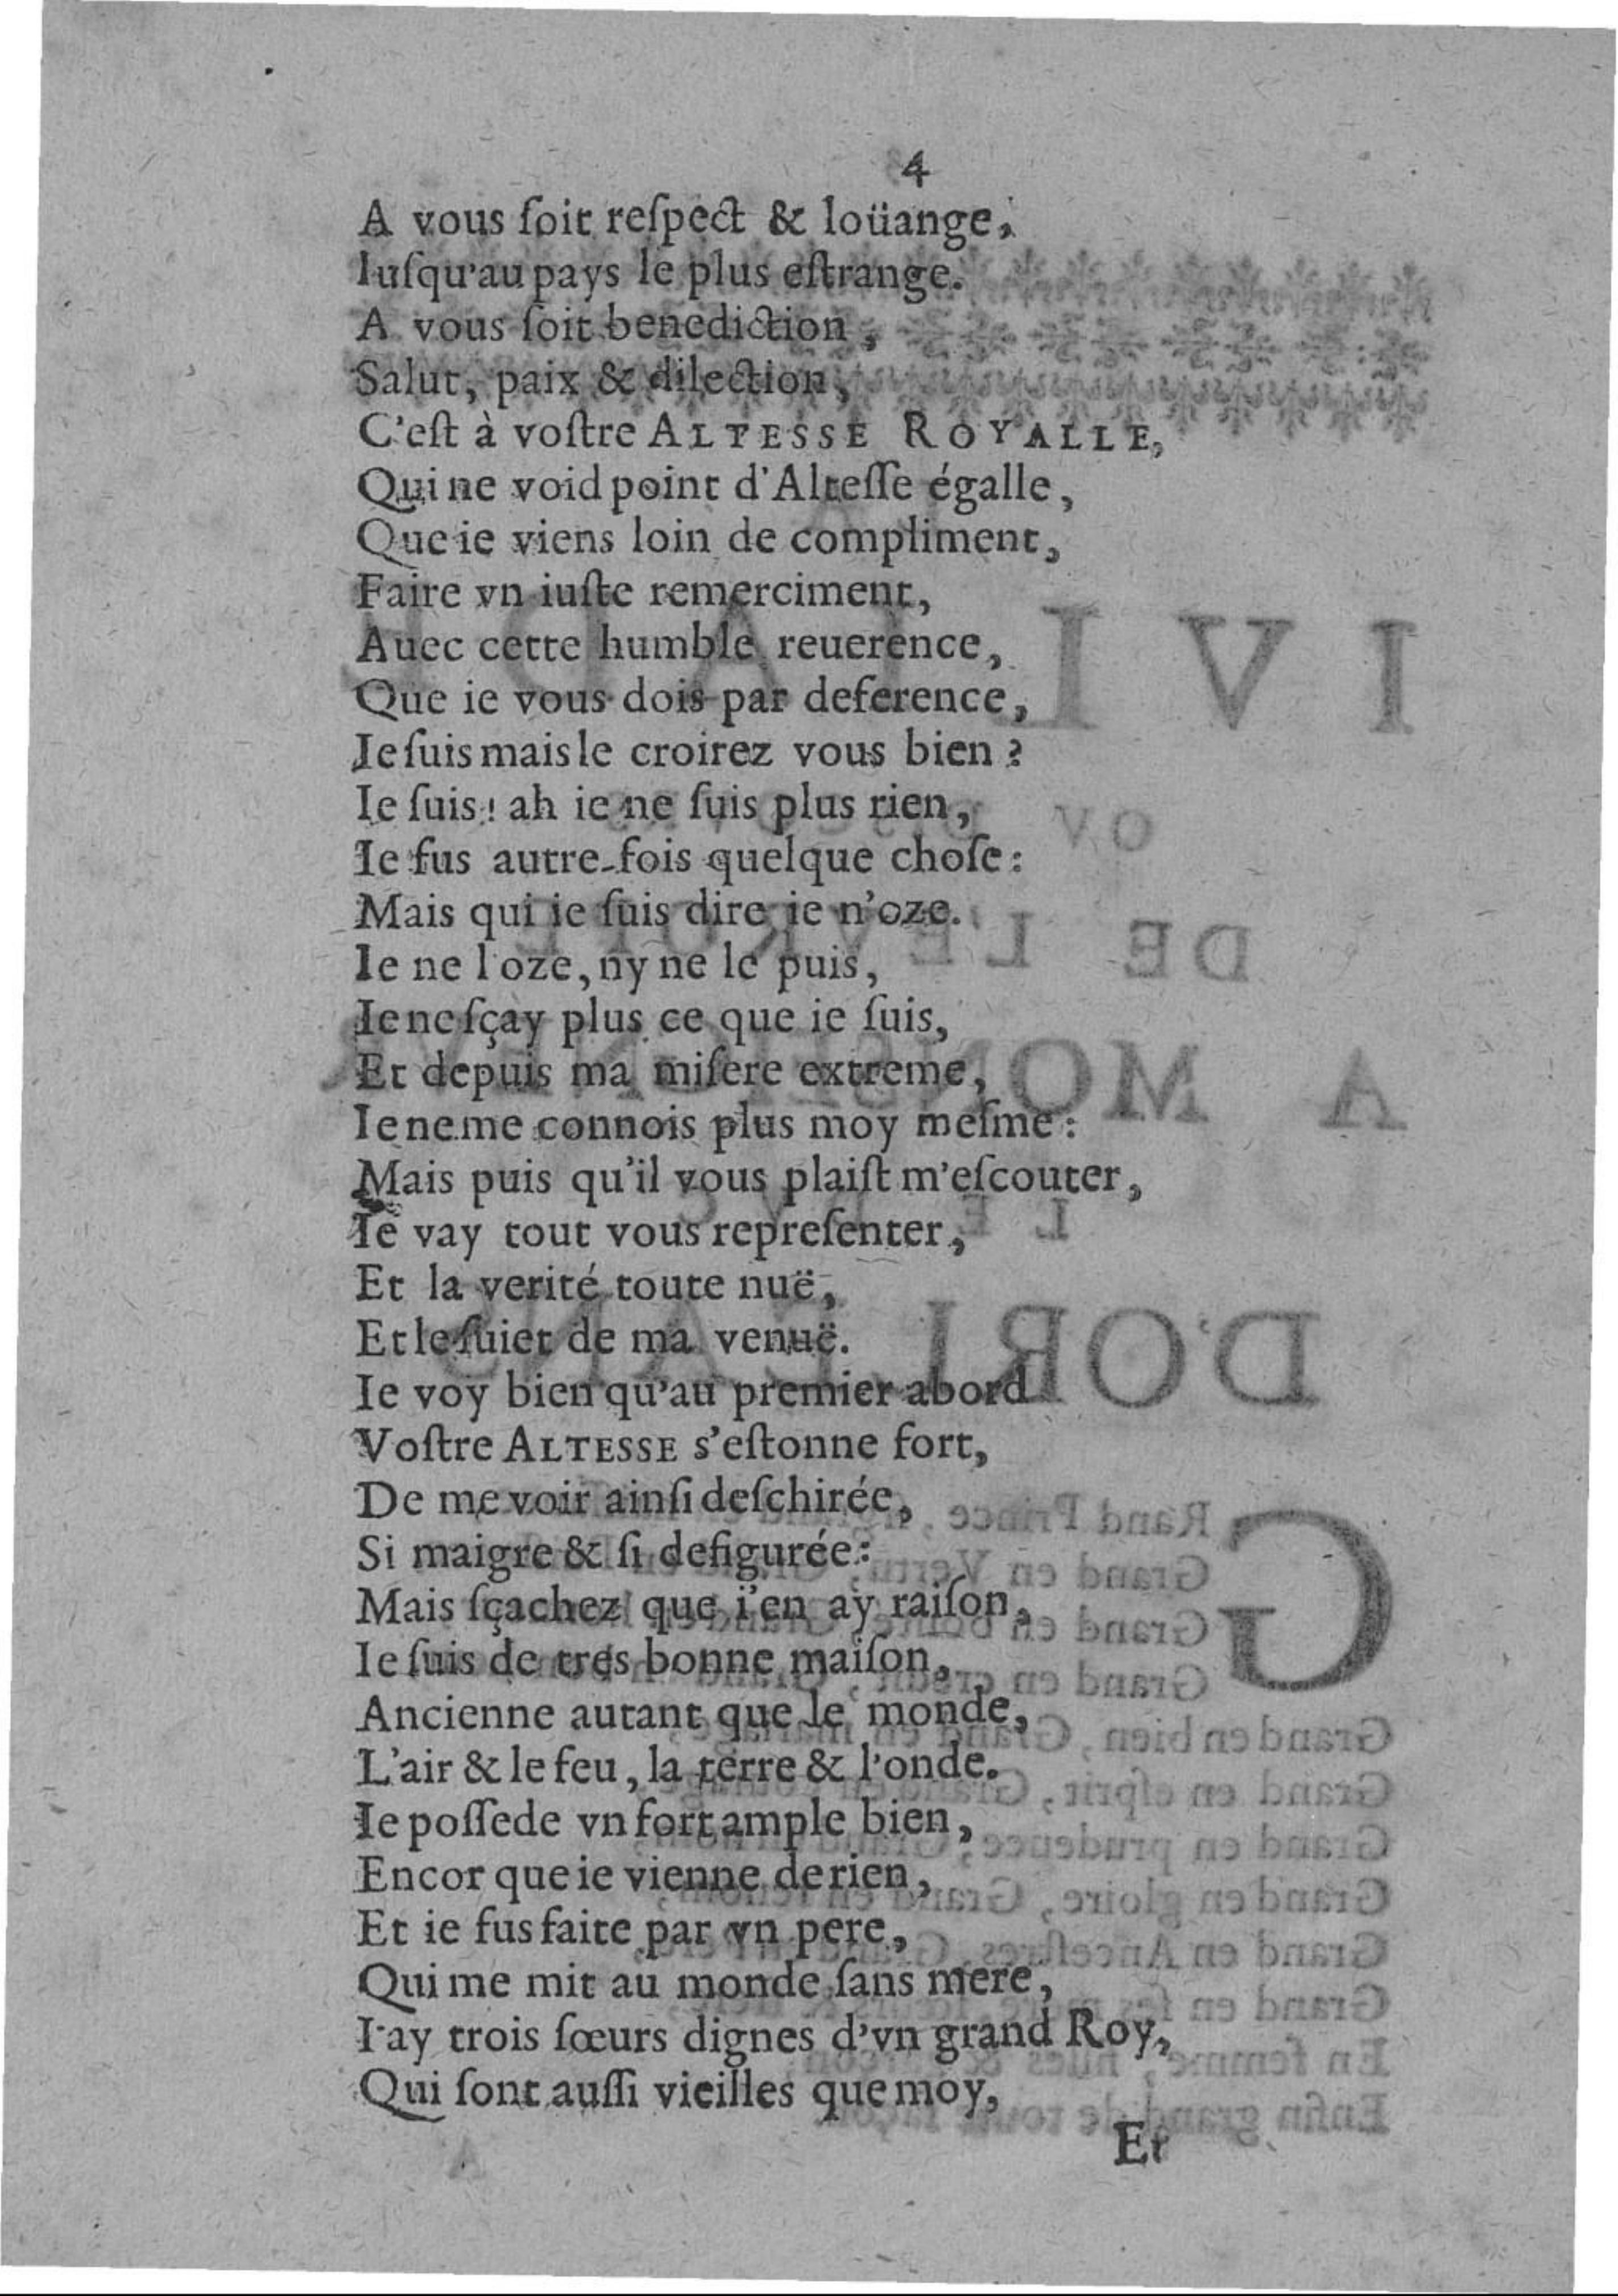 4
A vous ſoit reſpect & loüange,
Iuſqu'au pays le plus eſtrange.
A vous ſoit benediction,
Salut, paix & dilection,
C'eſt à voſtre ALTESSE ROYALLE,
Qui ne void point d'Alteſſe égalle,
Que ie viens loin de compliment,
Faire vn iuſte remerciment,
Auec cette humble reuerence,
Que ie vous dois par deference,
Ie ſuis mais le croirez vous bien?
Ie ſuis! ah ie ne ſuis plus rien,
Ie fus autre-fois quelque choſe:
Mais qui ie ſuis dire ie n'oze.
Ie ne l'oze, ny ne le puis,
Ie ne ſçay plus ce que ie ſuis,
Et depuis ma miſere extreme,
Ie ne me connois plus moy meſme:
Mais puis qu'il vous plaiſt m'eſcouter,
Ie vay tout vous repreſenter,
Et la verité toute nuë,
Et le ſuiet de ma venuë.
Ie voy bien qu'au premier abord
Voſtre ALTESSE s'eſtonne fort,
De me voir ainſi deſchirée,
Si maigre & ſi defigurée:
Mais ſçachez que i'en ay raiſon,
Ie ſuis de tres bonne maiſon,
Ancienne autant que le monde,
L'air & le feu, la terre & l'onde.
Ie poſſede vn fort ample bien,
Encor que ie vienne de rien,
Et ie fus faite par vn pere,
Qui me mit au monde ſans mere,
I'ay trois ſœurs dignes d'vn grand Roy,
Qui ſont auſſi vieilles que moy,
Et